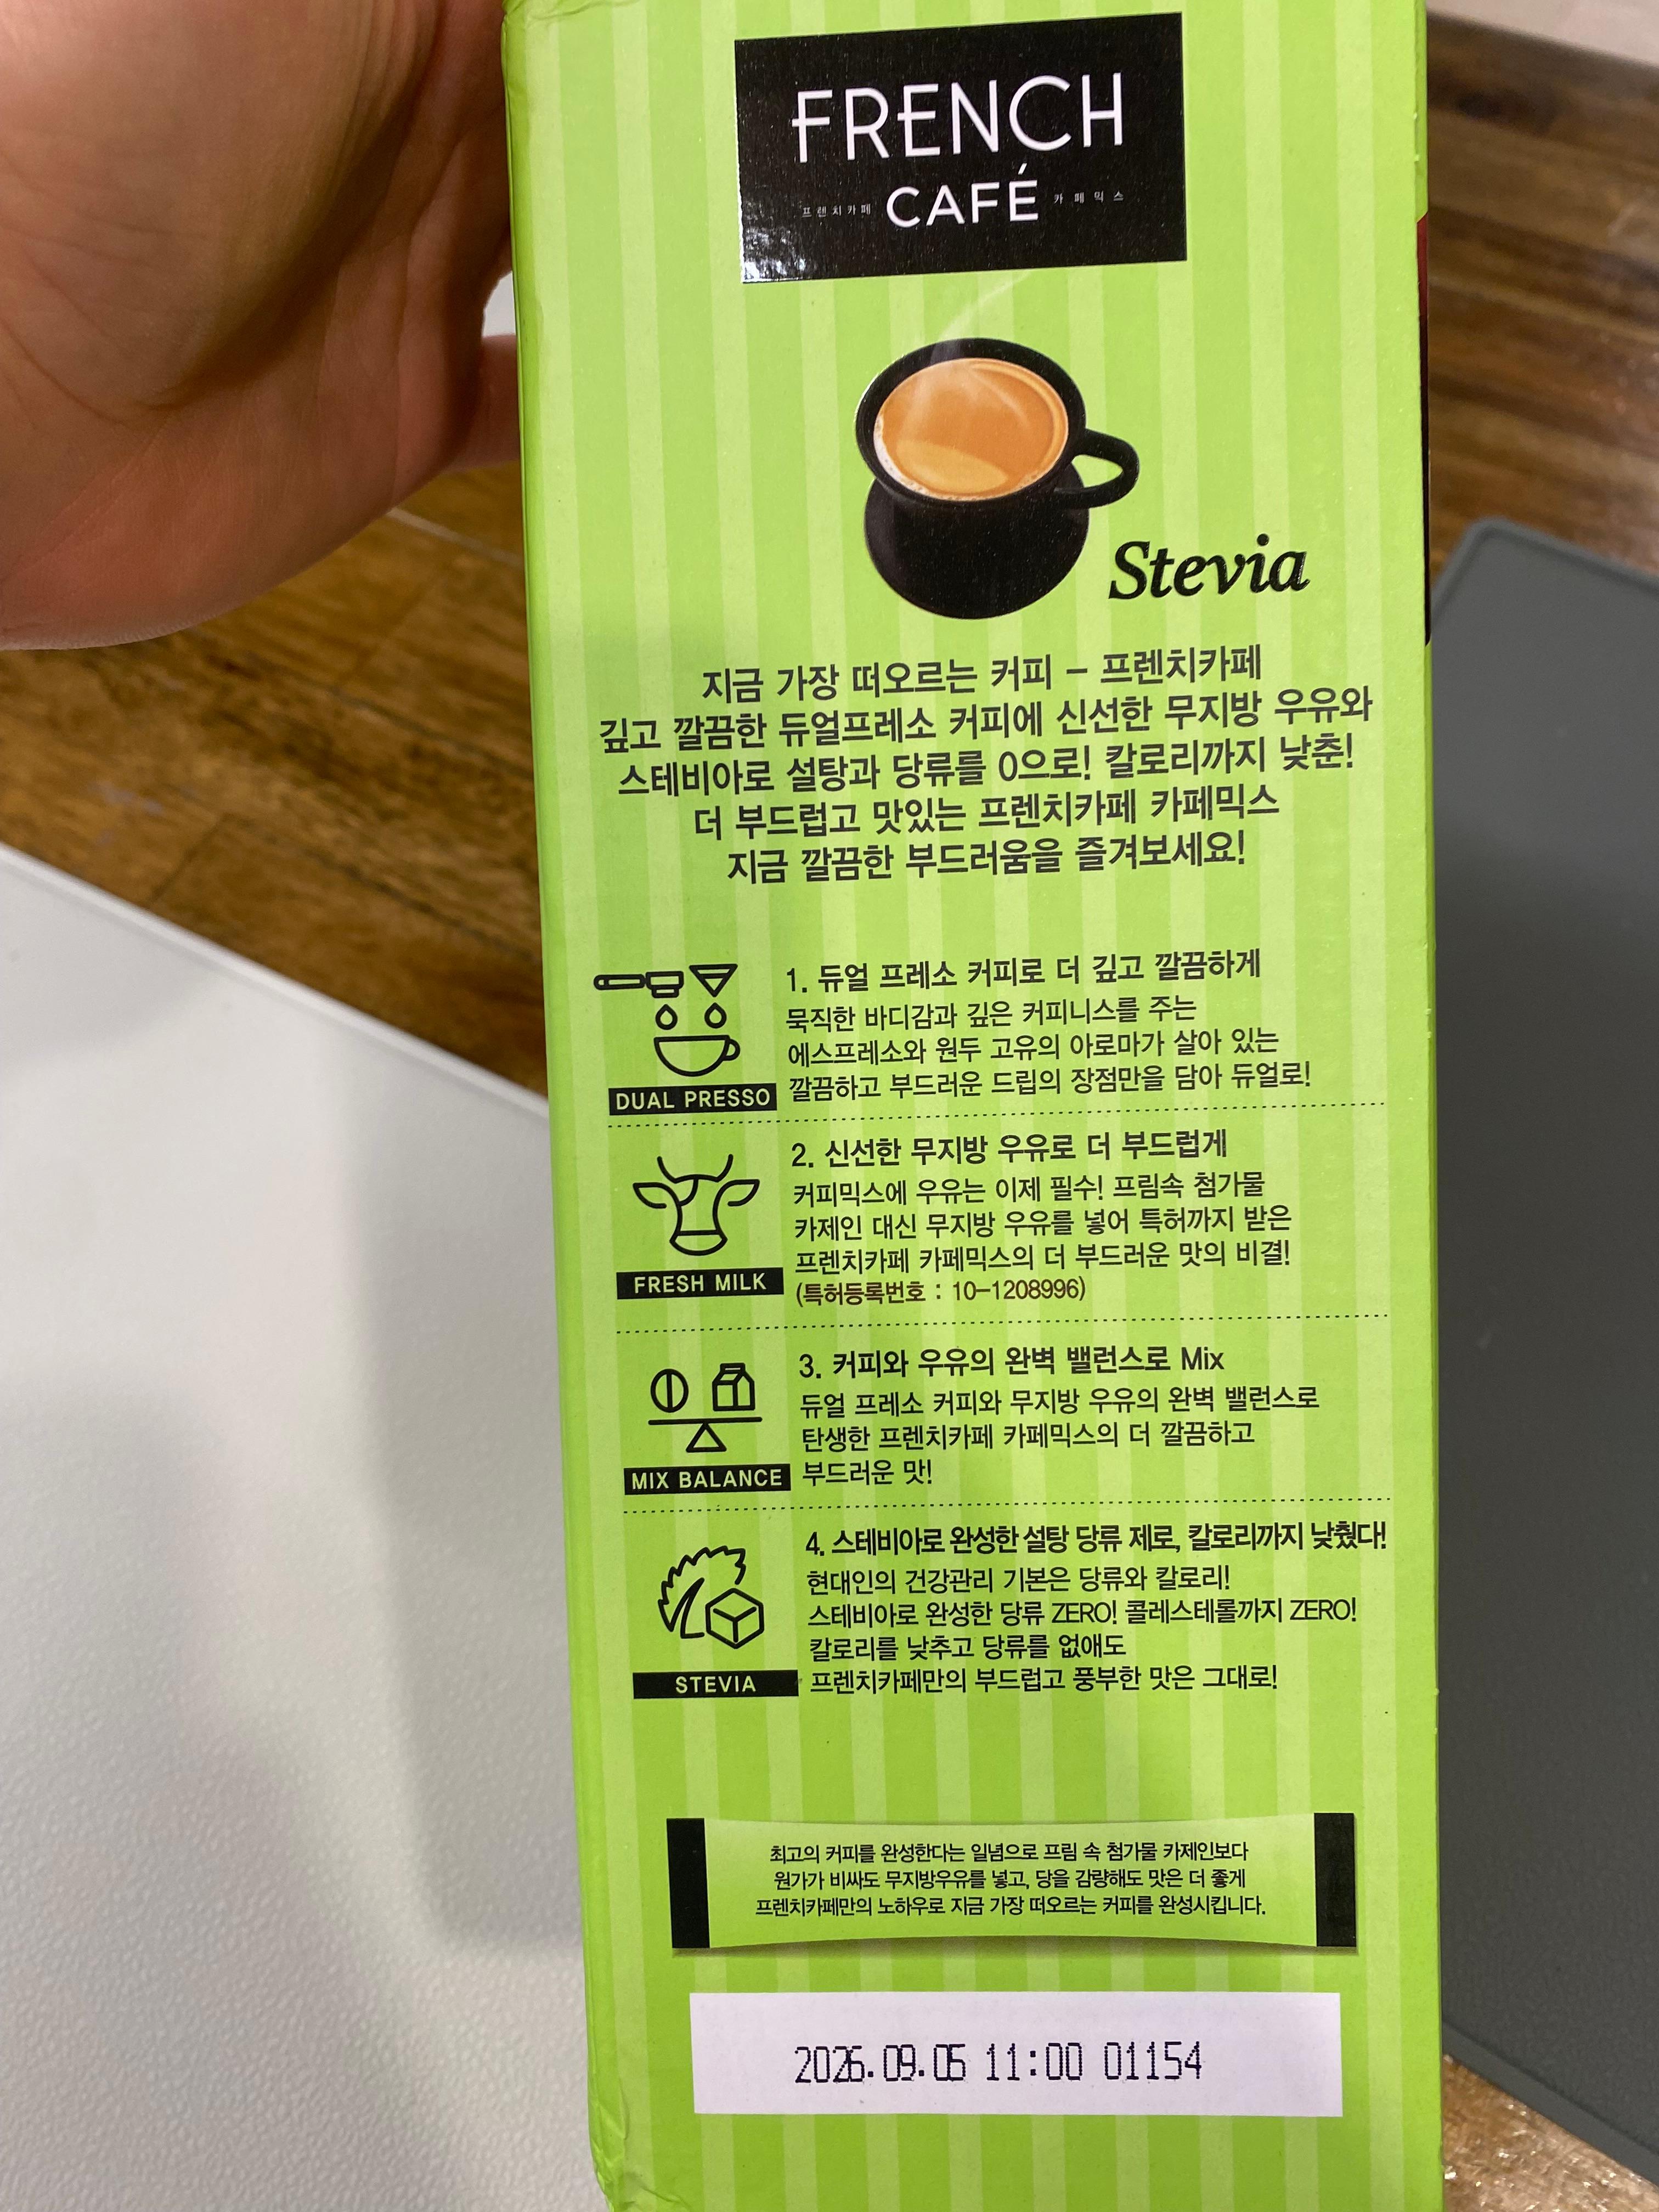 FRENCH
프렌치카페 CAFÉ 카페믹스
Stevia
지금 가장 떠오르는 커피 – 프렌치카페
깊고 깔끔한 듀얼프레소 커피에 신선한 무지방 우유와
스테비아로 설탕과 당류를 0으로! 칼로리까지 낮춘!
더 부드럽고 맛있는 프렌치카페 카페믹스
지금 깔끔한 부드러움을 즐겨보세요!
1. 듀얼 프레소 커피로 더 깊고 깔끔하게
묵직한 바디감과 깊은 커피니스를 주는
에스프레소와 원두 고유의 아로마가 살아 있는
깔끔하고 부드러운 드립의 장점만을 담아 듀얼로!
DUAL PRESSO
2. 신선한 무지방 우유로 더 부드럽게
커피믹스에 우유는 이제 필수! 프림속 첨가물
카제인 대신 무지방 우유를 넣어 특허까지 받은
프렌치카페 카페믹스의 더 부드러운 맛의 비결!
(특허등록번호 : 10-1208996)
FRESH MILK
3. 커피와 우유의 완벽 밸런스로 Mix
듀얼 프레소 커피와 무지방 우유의 완벽 밸런스로
탄생한 프렌치카페 카페믹스의 더 깔끔하고
부드러운 맛!
MIX BALANCE
4. 스테비아로 완성한 설탕 당류 제로, 칼로리까지 낮췄다!
현대인의 건강관리 기본은 당류와 칼로리!
스테비아로 완성한 당류 ZERO! 콜레스테롤까지 ZERO!
칼로리를 낮추고 당류를 없애도
프렌치카페만의 부드럽고 풍부한 맛은 그대로!
STEVIA
최고의 커피를 완성한다는 일념으로 프림 속 첨가물 카제인보다
원가가 비싸도 무지방우유를 넣고, 당을 감량해도 맛은 더 좋게
프렌치카페만의 노하우로 지금 가장 떠오르는 커피를 완성시킵니다.
2026.09.05 11:00 01154